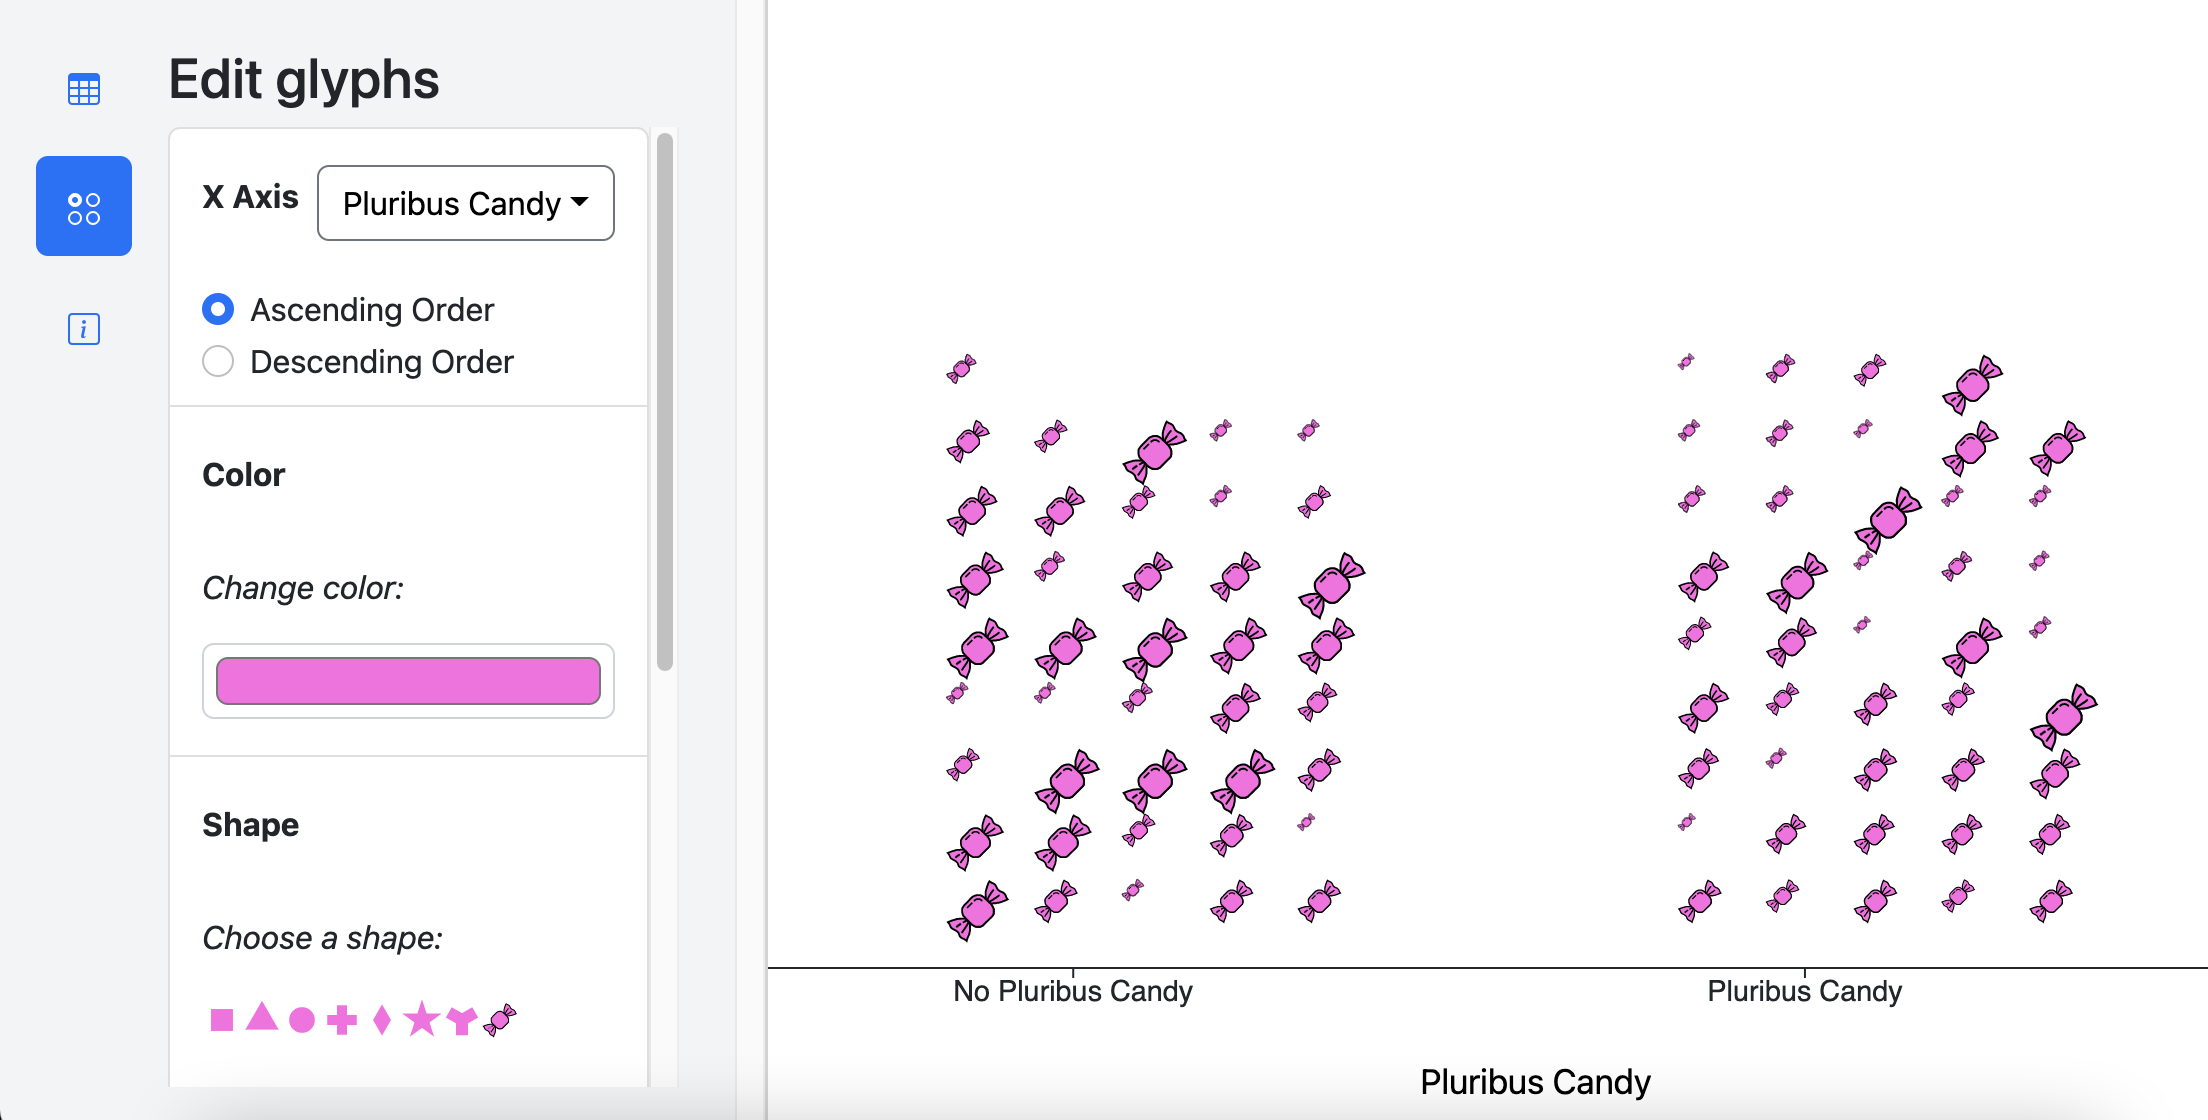 Edit glyphs
X Axis
Pluribus Candy
Ascending Order
Descending Order
Color
Change color:
Shape
Choose a shape:
i
No Pluribus Candy
Pluribus Candy
Pluribus Candy